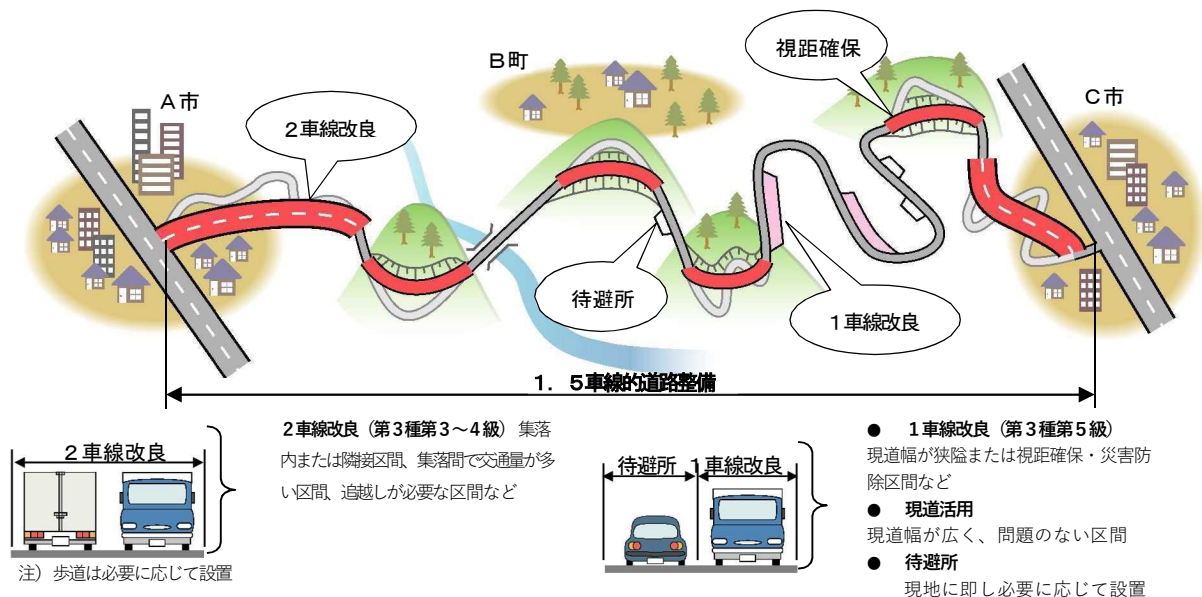 B町
視距確保
A市
C市
2車線改良
待避所
1車線改良
1．5車線的道路整備
2車線改良
2車線改良（第3種第3～4級）集落
内または隣接区間、集落間で交通量が多
い区間、追越しが必要な区間など
注）歩道は必要に応じて設置
待避所
1車線改良
● 1車線改良（第3種第5級）
現道幅が狭隘または視距確保・災害防
除区間など
● 現道活用
現道幅が広く、問題のない区間
● 待避所
現地に即し必要に応じて設置